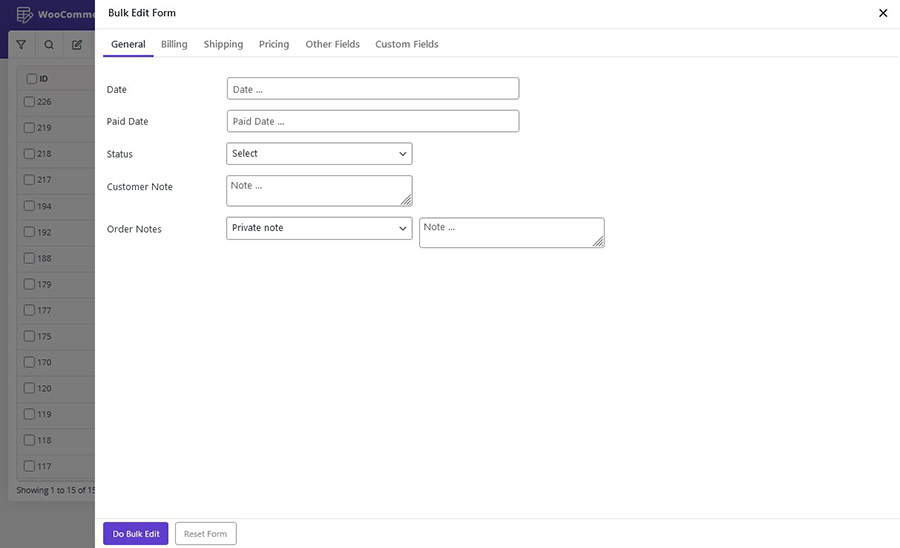 WooComme
Bulk Edit Form
General Billing Shipping Pricing Other Fields Custom Fields
ID
226
219
218
217
194
192
188
179
177
175
170
120
119
118
117
Showing 1 to 15 of 15
Date Date ...
Paid Date Paid Date ...
Status Select
Customer Note Note ...
Order Notes Private note Note ...
Do Bulk Edit Reset Form